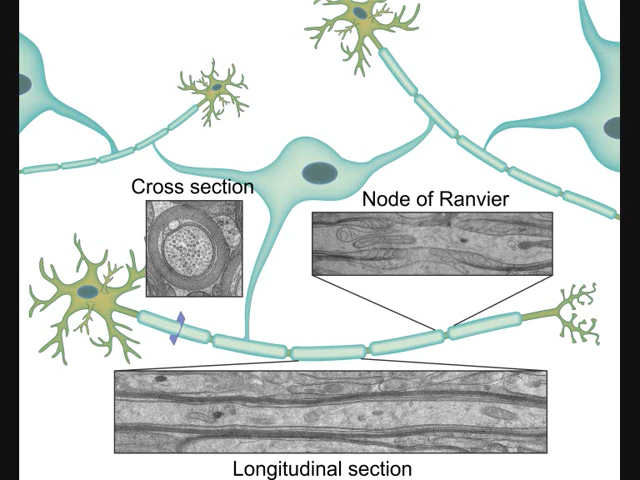 Cross section
Node of Ranvier
Longitudinal section